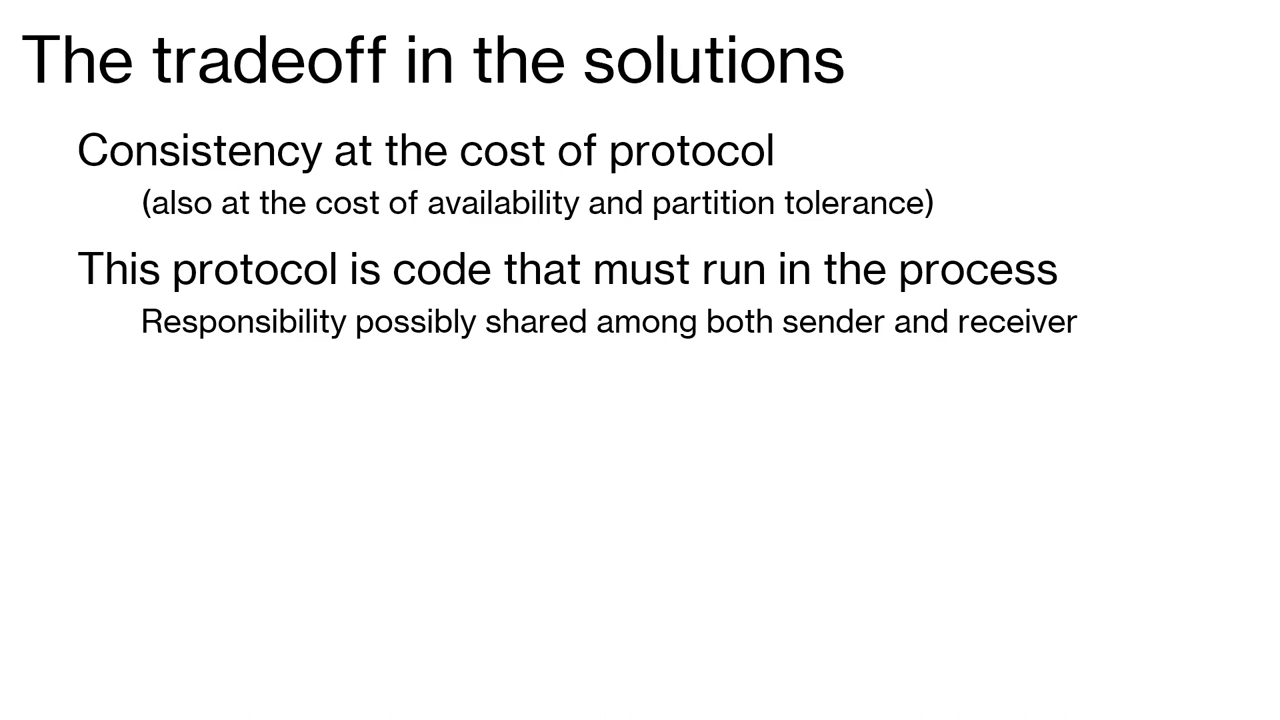 The tradeoff in the solutions
Consistency at the cost of protocol
(also at the cost of availability and partition tolerance)
This protocol is code that must run in the process
Responsibility possibly shared among both sender and receiver